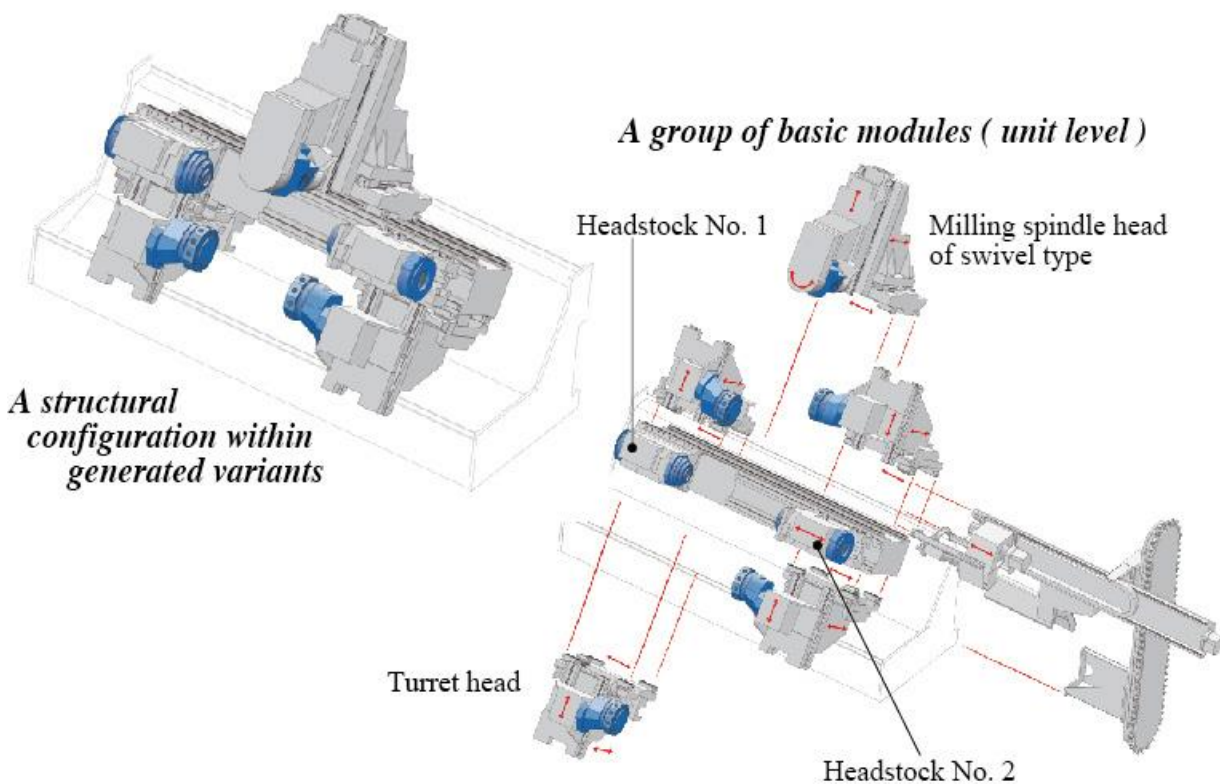 A group of basic modules ( unit level )
Headstock No. 1
Milling spindle head
of swivel type
A structural
configuration within
generated variants
Turret head
Headstock No. 2